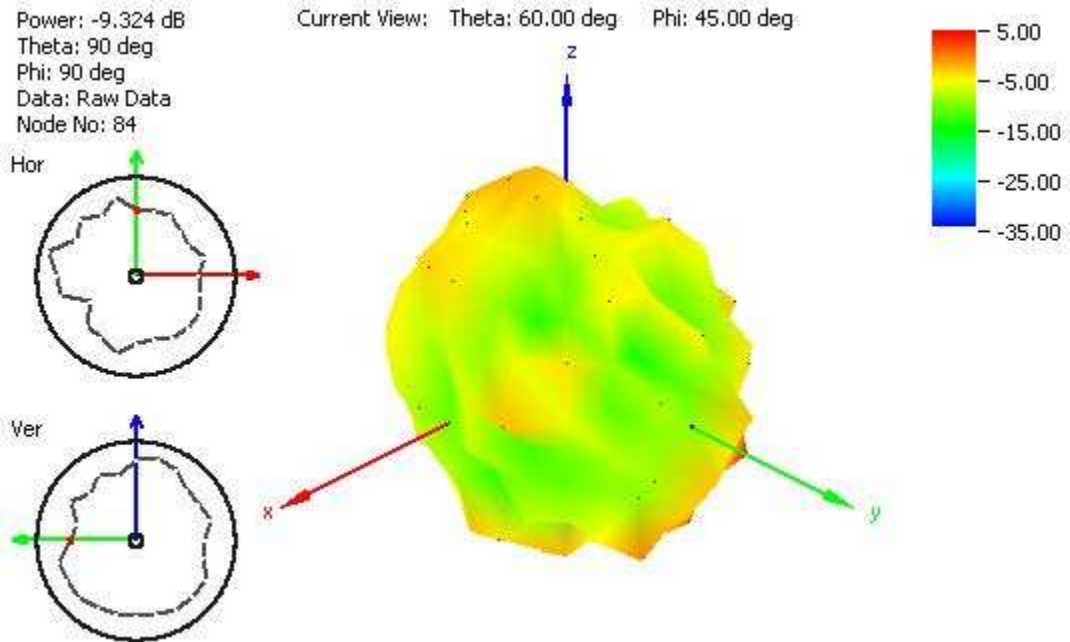 Power: -9.324 dB
Theta: 90 deg
Phi: 90 deg
Data: Raw Data
Node No: 84
Current View: Theta: 60.00 deg Phi: 45.00 deg
Hor
Ver
z
x
y
5.00
-5.00
-15.00
-25.00
-35.00